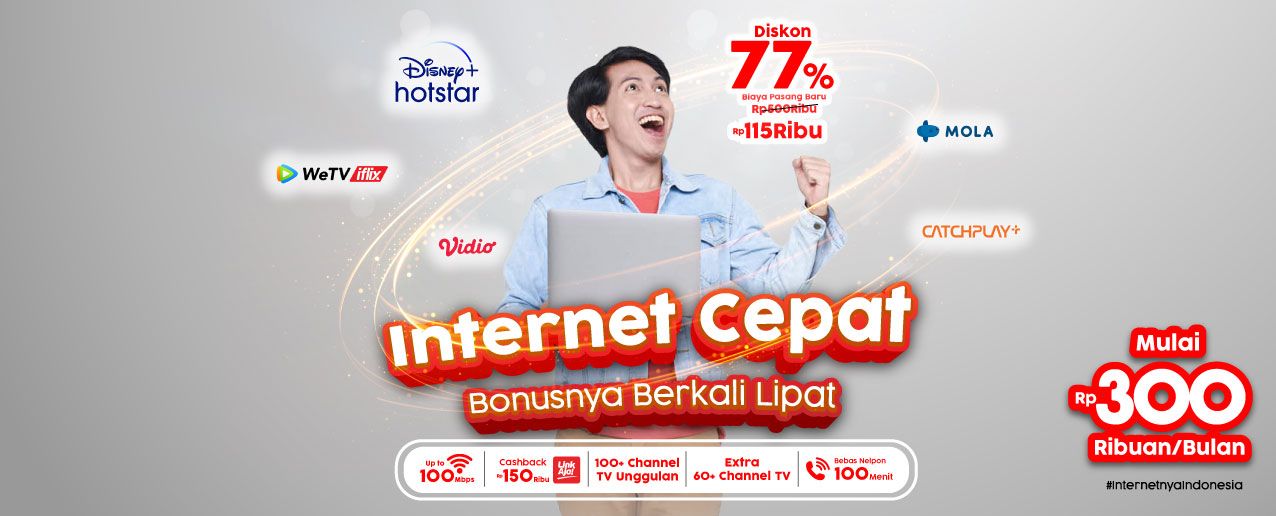 Disney+
hotstar
WeTV iflix
Vidio
Diskon
77%
Biaya Pasang Baru
Rp500Ribu
Rp115Ribu
MOLA
CATCHPLAY+
Internet Cepat
Bonusnya Berkali Lipat
Up to
100Mbps
Cashback
Rp150Ribu
Link
Aja!
100+ Channel
TV Unggulan
Extra
60+ Channel TV
Bebas Nelpon
100Menit
Mulai
Rp300
Ribuan/Bulan
#InternetnyaIndonesia